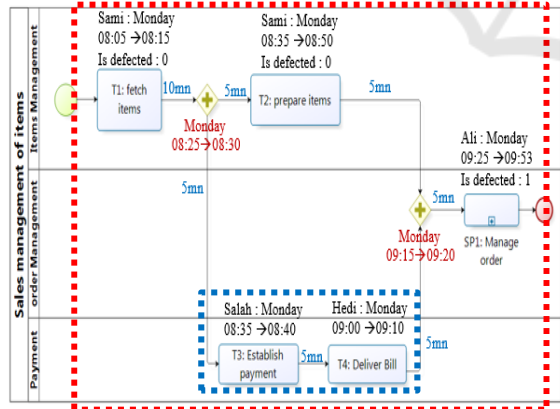 Sales management of items
Items Management
order Management
Payment
Sami : Monday
08:05→08:15
Is defected : 0
T1: fetch
items
10mn
Monday
08:25→08:30
5mn
Sami : Monday
08:35→08:50
Is defected : 0
T2: prepare items
5mn
5mn
Ali : Monday
09:25→09:53
Is defected : 1
5mn
SP1: Manage
order
Monday
09:15→09:20
Salah : Monday
08:35→08:40
T3: Establish
payment
5mn
Hedi : Monday
09:00→09:10
T4: Deliver Bill
5mn